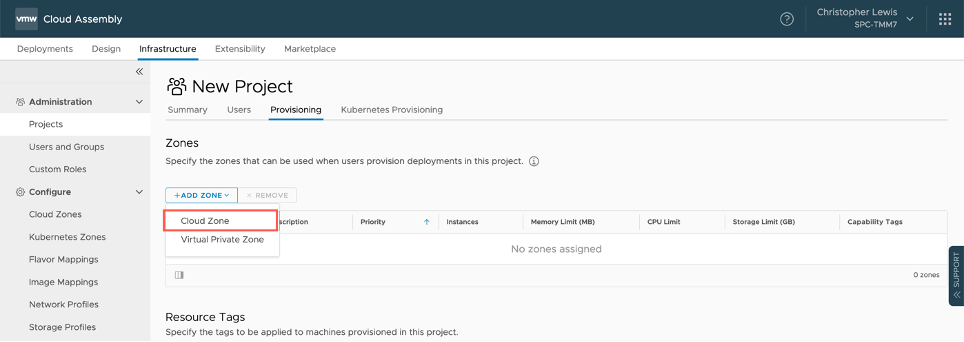 vmw Cloud Assembly
Christopher Lewis
SPC-TMM7
Deployments Design Infrastructure Extensibility Marketplace
Administration
Projects
Users and Groups
Custom Roles
Configure
Cloud Zones
Kubernetes Zones
Flavor Mappings
Image Mappings
Network Profiles
Storage Profiles
New Project
Summary Users Provisioning Kubernetes Provisioning
Zones
Specify the zones that can be used when users provision deployments in this project.
+ ADD ZONE × REMOVE
Cloud Zone
Virtual Private Zone
scription Priority Instances Memory Limit (MB) CPU Limit Storage Limit (GB) Capability Tags
No zones assigned
0 zones
Resource Tags
Specify the tags to be applied to machines provisioned in this project.
SUPPORT